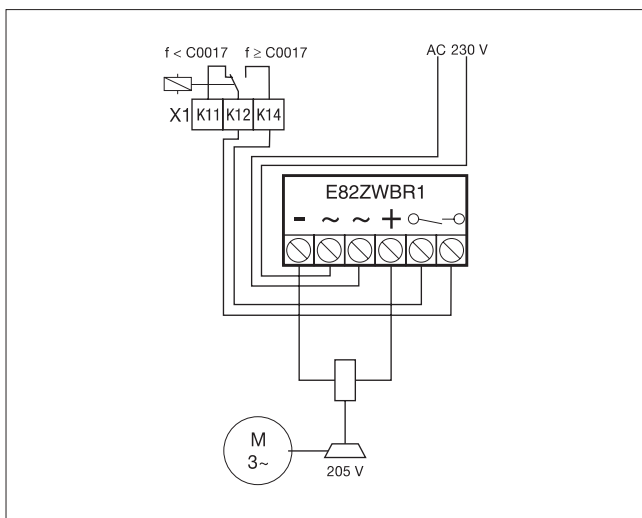 f < C0017 f ≥ C0017 AC 230 V
X1 K11 K12 K14
E82ZWBR1
- ~ ~ +
M
3~
205 V